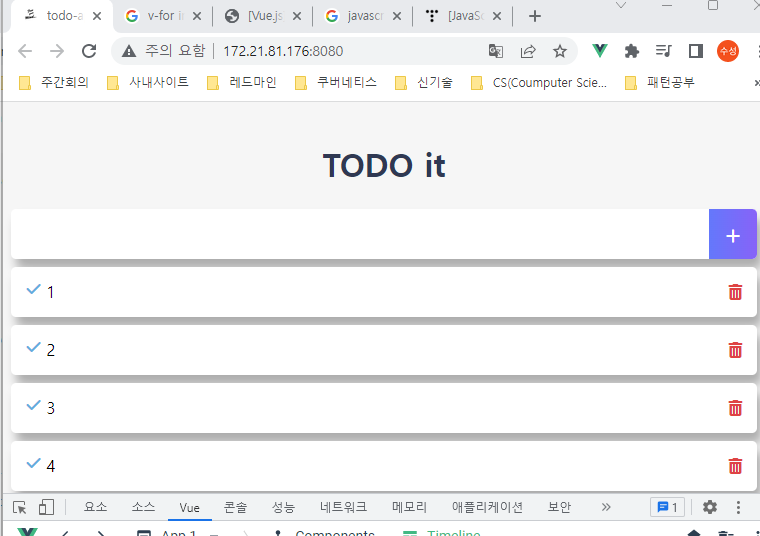 todo-a
v-for in
[Vue.js
javascr
[JavaSc
주의 요함
172.21.81.176:8080
수성
주간회의
사내사이트
레드마인
쿠버네티스
신기술
CS(Coumputer Scie...
패턴공부
»
TODO it
+
1
2
3
4
요소
소스
Vue
콘솔
성능
네트워크
메모리
애플리케이션
보안
»
1
App 1
Components
Timeline